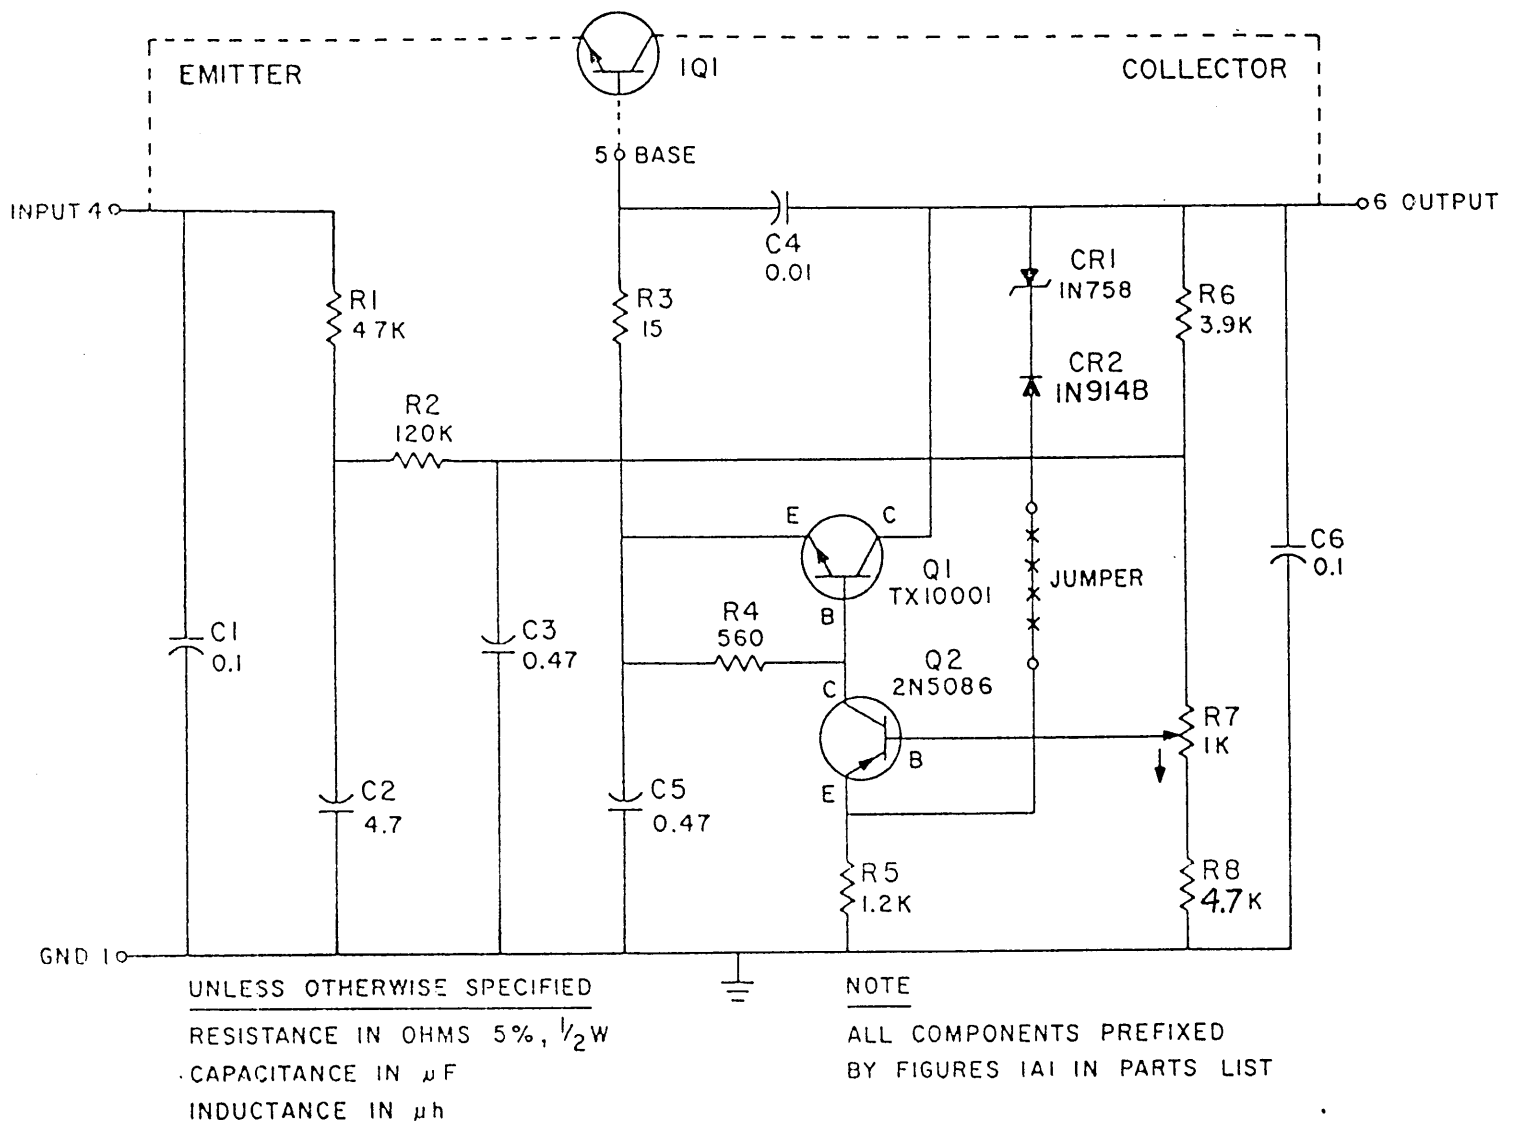 EMITTER
1Q1
COLLECTOR
5 BASE
INPUT 4
6 OUTPUT
C4
0.01
CR1
1N758
R1
4 7K
R3
15
R6
3.9K
CR2
1N914B
R2
120K
E
C
C6
0.1
Q1
TX10001
JUMPER
B
R4
560
C1
0.1
C3
0.47
Q2
2N5086
C
R7
1K
B
E
C2
4.7
C5
0.47
R5
1.2K
R8
4.7K
GND 1
UNLESS OTHERWISE SPECIFIED
RESISTANCE IN OHMS 5%, 1/2W
CAPACITANCE IN µF
INDUCTANCE IN µh
NOTE
ALL COMPONENTS PREFIXED
BY FIGURES 1A1 IN PARTS LIST